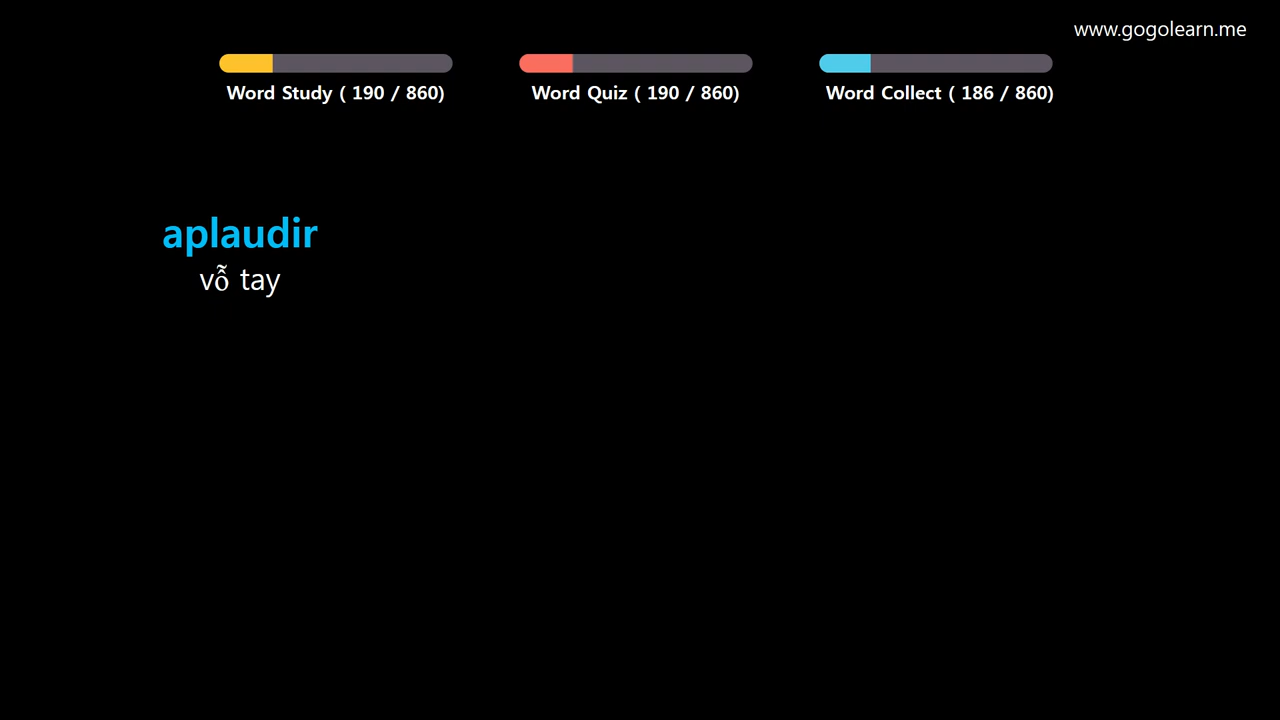 www.gogolearn.me
Word Study ( 190 / 860)
Word Quiz ( 190 / 860)
Word Collect ( 186 / 860)
aplaudir
vỗ tay